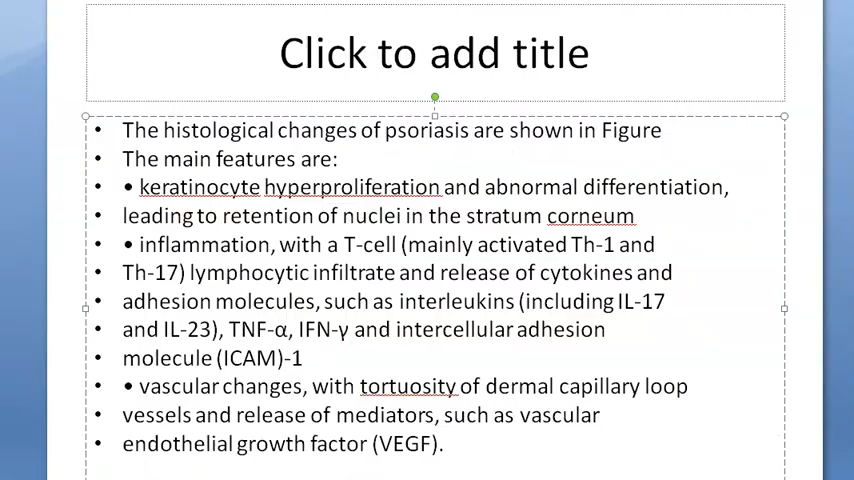 Click to add title
• The histological changes of psoriasis are shown in Figure
• The main features are:
• • keratinocyte hyperproliferation and abnormal differentiation,
• leading to retention of nuclei in the stratum corneum
• • inflammation, with a T-cell (mainly activated Th-1 and
• Th-17) lymphocytic infiltrate and release of cytokines and
• adhesion molecules, such as interleukins (including IL-17
• and IL-23), TNF-α, IFN-γ and intercellular adhesion
• molecule (ICAM)-1
• • vascular changes, with tortuosity of dermal capillary loop
• vessels and release of mediators, such as vascular
• endothelial growth factor (VEGF).